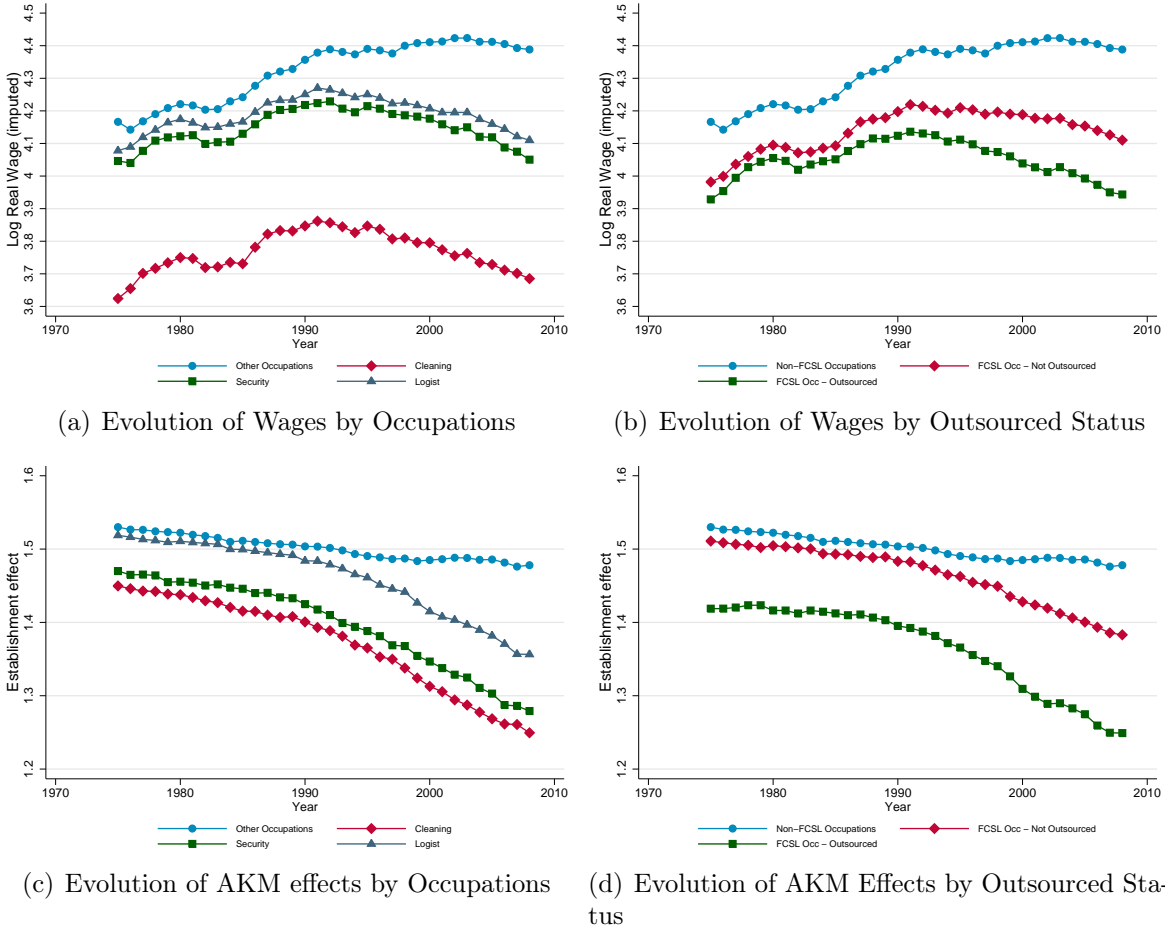 4.5
4.4
4.3
4.2
4.1
4
3.9
3.8
3.7
3.6
Log Real Wage (imputed)
1970 1980 1990 2000 2010
Year
Other Occupations Cleaning
Security Logist
(a) Evolution of Wages by Occupations
4.5
4.4
4.3
4.2
4.1
4
3.9
3.8
3.7
3.6
Log Real Wage (imputed)
1970 1980 1990 2000 2010
Year
Non−FCSL Occupations FCSL Occ − Not Outsourced
FCSL Occ − Outsourced
(b) Evolution of Wages by Outsourced Status
1.6
1.5
1.4
1.3
1.2
Establishment effect
1970 1980 1990 2000 2010
Year
Other Occupations Cleaning
Security Logist
(c) Evolution of AKM effects by Occupations
1.6
1.5
1.4
1.3
1.2
Establishment effect
1970 1980 1990 2000 2010
Year
Non−FCSL Occupations FCSL Occ − Not Outsourced
FCSL Occ − Outsourced
(d) Evolution of AKM Effects by Outsourced Sta-
tus